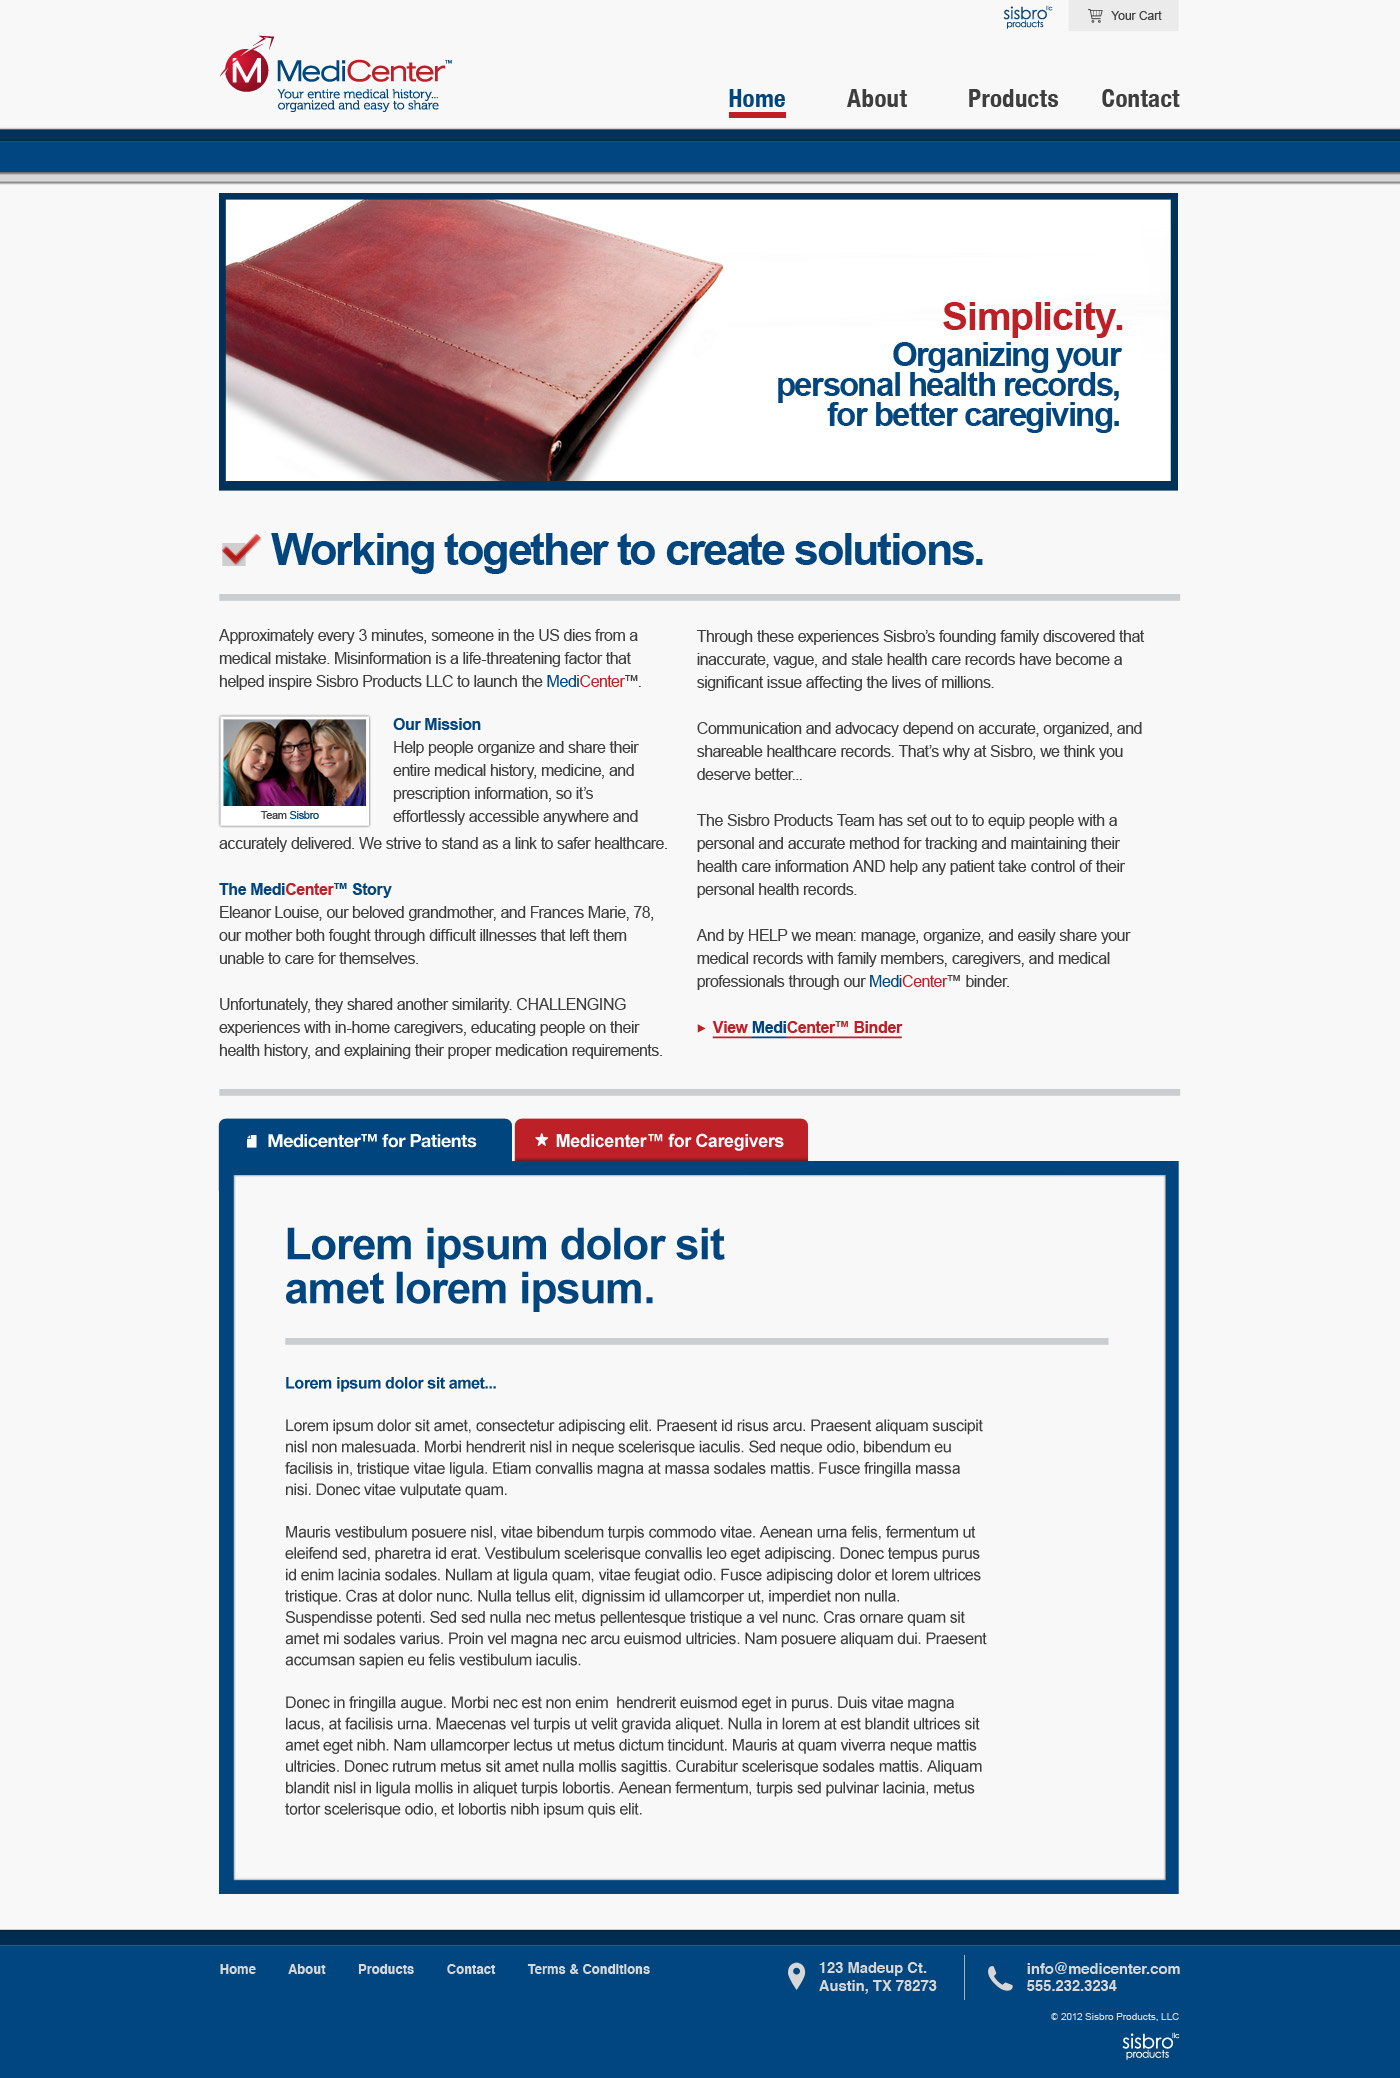 sisbro llc
products
Your Cart
M
MediCenter™
Your entire medical history...
organized and easy to share
Home About Products Contact
Simplicity.
Organizing your
personal health records,
for better caregiving.
Working together to create solutions.
Approximately every 3 minutes, someone in the US dies from a
medical mistake. Misinformation is a life-threatening factor that
helped inspire Sisbro Products LLC to launch the MediCenter™.
Team Sisbro
Our Mission
Help people organize and share their
entire medical history, medicine, and
prescription information, so it's
effortlessly accessible anywhere and
accurately delivered. We strive to stand as a link to safer healthcare.
The MediCenter™ Story
Eleanor Louise, our beloved grandmother, and Frances Marie, 78,
our mother both fought through difficult illnesses that left them
unable to care for themselves.
Unfortunately, they shared another similarity. CHALLENGING
experiences with in-home caregivers, educating people on their
health history, and explaining their proper medication requirements.
Through these experiences Sisbro's founding family discovered that
inaccurate, vague, and stale health care records have become a
significant issue affecting the lives of millions.
Communication and advocacy depend on accurate, organized, and
shareable healthcare records. That's why at Sisbro, we think you
deserve better...
The Sisbro Products Team has set out to to equip people with a
personal and accurate method for tracking and maintaining their
health care information AND help any patient take control of their
personal health records.
And by HELP we mean: manage, organize, and easily share your
medical records with family members, caregivers, and medical
professionals through our MediCenter™ binder.
View MediCenter™ Binder
Medicenter™ for Patients
Medicenter™ for Caregivers
Lorem ipsum dolor sit
amet lorem ipsum.
Lorem ipsum dolor sit amet...
Lorem ipsum dolor sit amet, consectetur adipiscing elit. Praesent id risus arcu. Praesent aliquam suscipit
nisl non malesuada. Morbi hendrerit nisl in neque scelerisque iaculis. Sed neque odio, bibendum eu
facilisis in, tristique vitae ligula. Etiam convallis magna at massa sodales mattis. Fusce fringilla massa
nisi. Donec vitae vulputate quam.
Mauris vestibulum posuere nisl, vitae bibendum turpis commodo vitae. Aenean urna felis, fermentum ut
eleifend sed, pharetra id erat. Vestibulum scelerisque convallis leo eget adipiscing. Donec tempus purus
id enim lacinia sodales. Nullam at ligula quam, vitae feugiat odio. Fusce adipiscing dolor et lorem ultrices
tristique. Cras at dolor nunc. Nulla tellus elit, dignissim id ullamcorper ut, imperdiet non nulla.
Suspendisse potenti. Sed sed nulla nec metus pellentesque tristique a vel nunc. Cras ornare quam sit
amet mi sodales varius. Proin vel magna nec arcu euismod ultricies. Nam posuere aliquam dui. Praesent
accumsan sapien eu felis vestibulum iaculis.
Donec in fringilla augue. Morbi nec est non enim  hendrerit euismod eget in purus. Duis vitae magna
lacus, at facilisis urna. Maecenas vel turpis ut velit gravida aliquet. Nulla in lorem at est blandit ultrices sit
amet eget nibh. Nam ullamcorper lectus ut metus dictum tincidunt. Mauris at quam viverra neque mattis
ultricies. Donec rutrum metus sit amet nulla mollis sagittis. Curabitur scelerisque sodales mattis. Aliquam
blandit nisl in ligula mollis in aliquet turpis lobortis. Aenean fermentum, turpis sed pulvinar lacinia, metus
tortor scelerisque odio, et lobortis nibh ipsum quis elit.
Home About Products Contact Terms & Conditions
123 Madeup Ct.
Austin, TX 78273
info@medicenter.com
555.232.3234
© 2012 Sisbro Products, LLC
sisbro llc
products